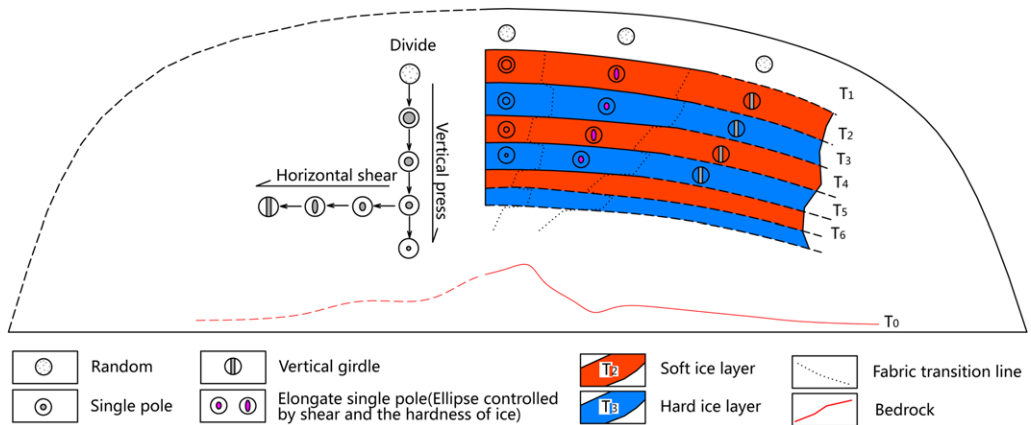 Divide
Vertical press
Horizontal shear
T1
T2
T3
T4
T5
T6
T0
Random
Single pole
Vertical girdle
Elongate single pole(Ellipse controlled
by shear and the hardness of ice)
T2
Soft ice layer
T3
Hard ice layer
Fabric transition line
Bedrock